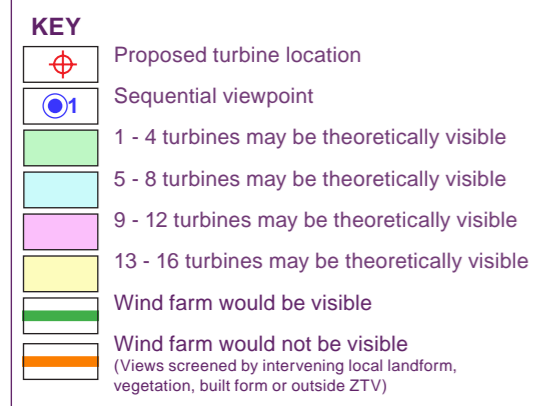 KEY
Proposed turbine location
1 Sequential viewpoint
1 - 4 turbines may be theoretically visible
5 - 8 turbines may be theoretically visible
9 - 12 turbines may be theoretically visible
13 - 16 turbines may be theoretically visible
Wind farm would be visible
Wind farm would not be visible
(Views screened by intervening local landform,
vegetation, built form or outside ZTV)